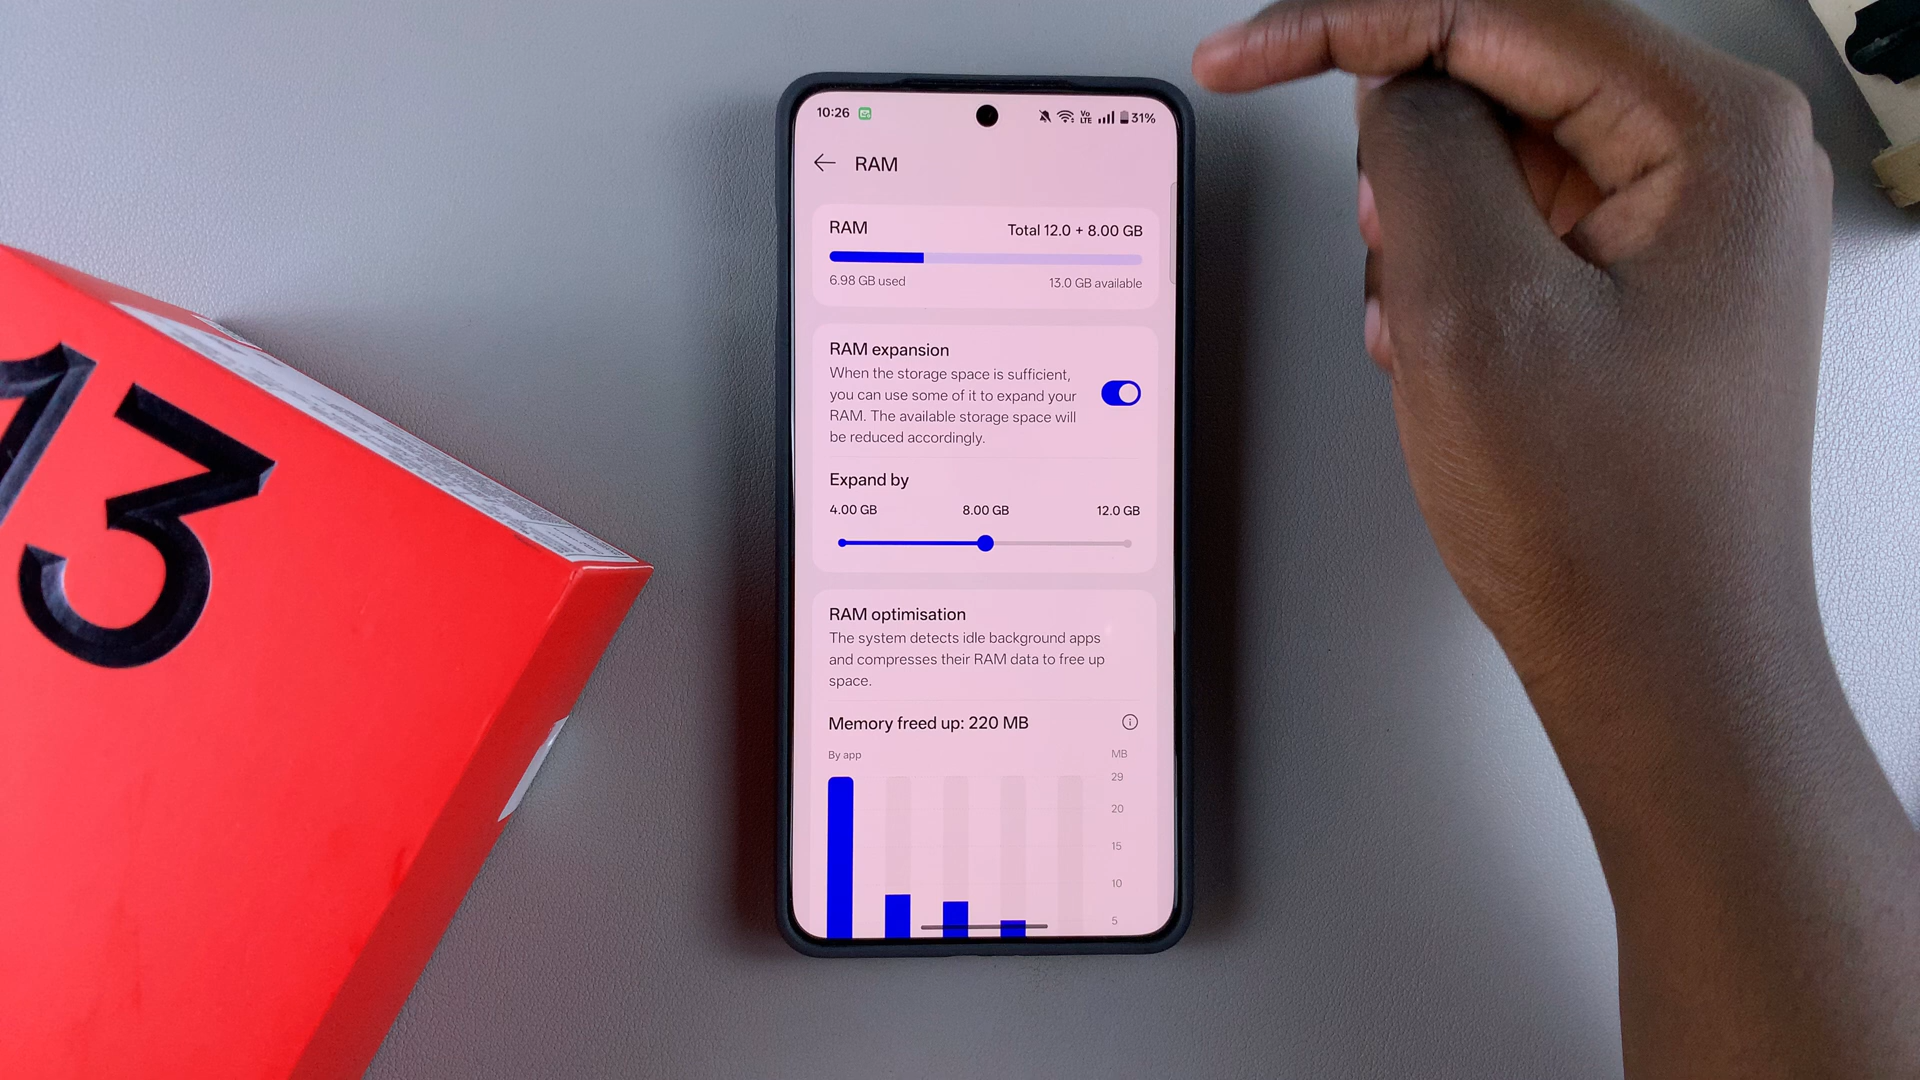 10:26
Vo LTE
31%
RAM
RAM
Total 12.0 + 8.00 GB
6.98 GB used
13.0 GB available
RAM expansion
When the storage space is sufficient,
you can use some of it to expand your
RAM. The available storage space will
be reduced accordingly.
Expand by
4.00 GB
8.00 GB
12.0 GB
RAM optimisation
The system detects idle background apps
and compresses their RAM data to free up
space.
Memory freed up: 220 MB
By app
MB
29
20
15
10
5
13